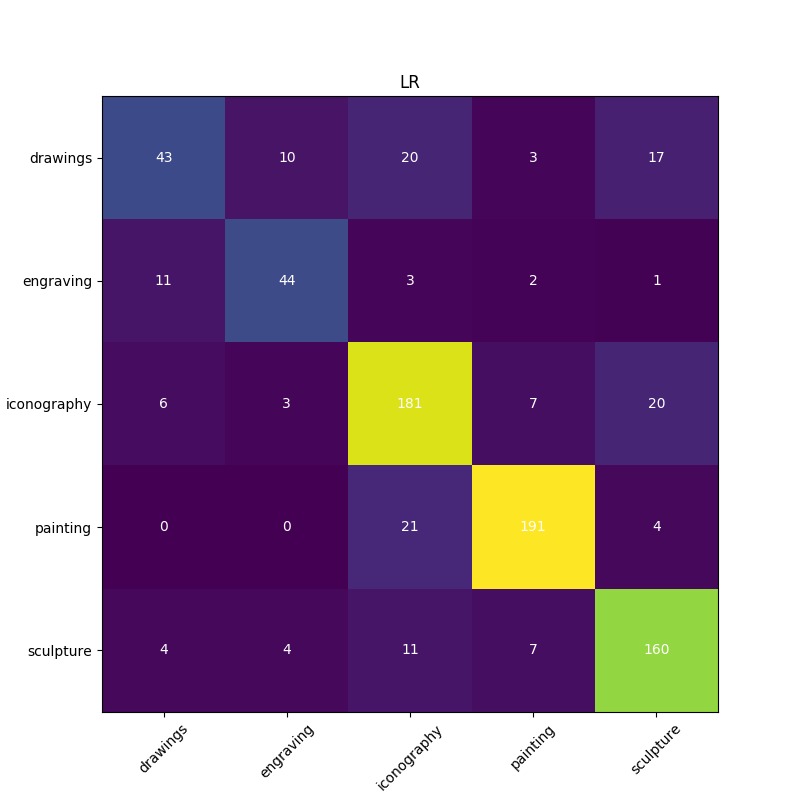 LR
drawings 43 10 20 3 17
engraving 11 44 3 2 1
iconography 6 3 181 7 20
painting 0 0 21 191 4
sculpture 4 4 11 7 160
drawings engraving iconography painting sculpture